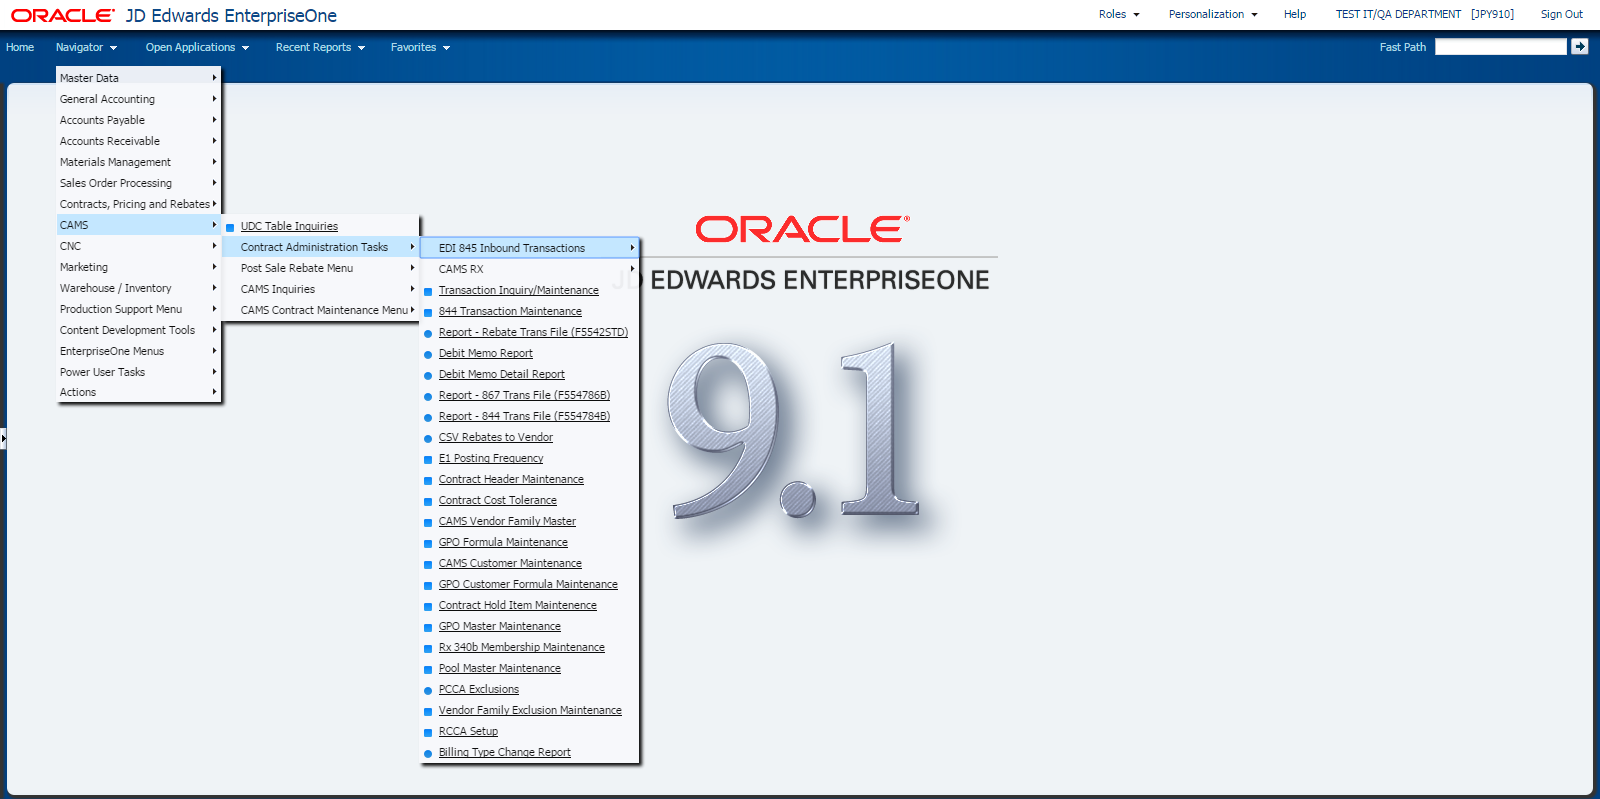 ORACLE JD Edwards EnterpriseOne
Roles Personalization Help TEST IT/QA DEPARTMENT [JPY910] Sign Out
Home Navigator Open Applications Recent Reports Favorites Fast Path
Master Data
General Accounting
Accounts Payable
Accounts Receivable
Materials Management
Sales Order Processing
Contracts, Pricing and Rebates
CAMS
CNC
Marketing
Warehouse / Inventory
Production Support Menu
Content Development Tools
EnterpriseOne Menus
Power User Tasks
Actions
UDC Table Inquiries
Contract Administration Tasks
Post Sale Rebate Menu
CAMS Inquiries
CAMS Contract Maintenance Menu
EDI 845 Inbound Transactions
CAMS RX
Transaction Inquiry/Maintenance
844 Transaction Maintenance
Report - Rebate Trans File (F5542STD)
Debit Memo Report
Debit Memo Detail Report
Report - 867 Trans File (F554786B)
Report - 844 Trans File (F554784B)
CSV Rebates to Vendor
E1 Posting Frequency
Contract Header Maintenance
Contract Cost Tolerance
CAMS Vendor Family Master
GPO Formula Maintenance
CAMS Customer Maintenance
GPO Customer Formula Maintenance
Contract Hold Item Maintenence
GPO Master Maintenance
Rx 340b Membership Maintenance
Pool Master Maintenance
PCCA Exclusions
Vendor Family Exclusion Maintenance
RCCA Setup
Billing Type Change Report
ORACLE
JD EDWARDS ENTERPRISEONE
9.1